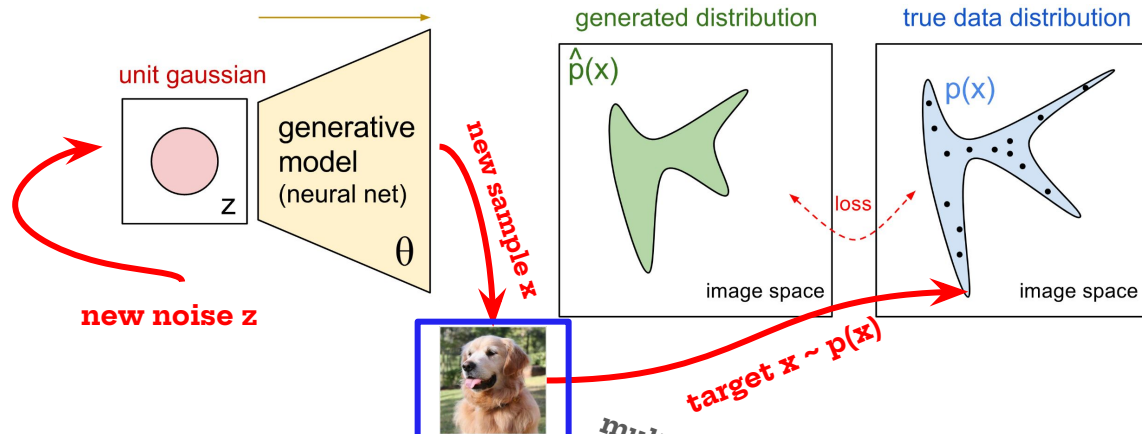 generated distribution
true data distribution
unit gaussian
p̂(x)
p(x)
generative
model
(neural net)
z
θ
new sample x
loss
image space
image space
new noise z
target x ~ p(x)